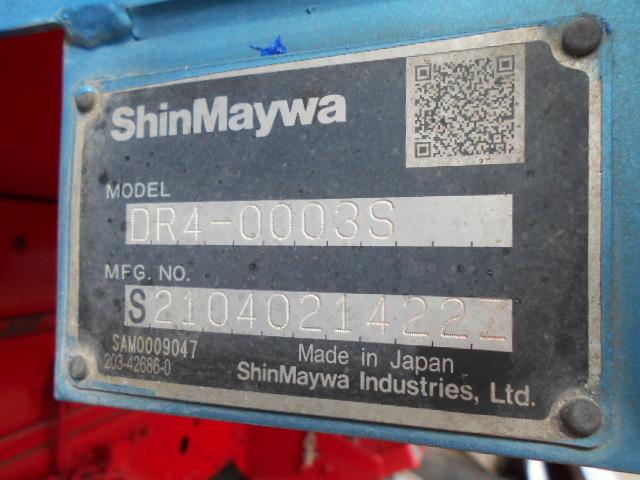 ShinMaywa
MODEL
DR4-0003S
MFG. NO.
S2104021422Z
SAM0009047
203-42686-0
Made in Japan
ShinMaywa Industries, Ltd.